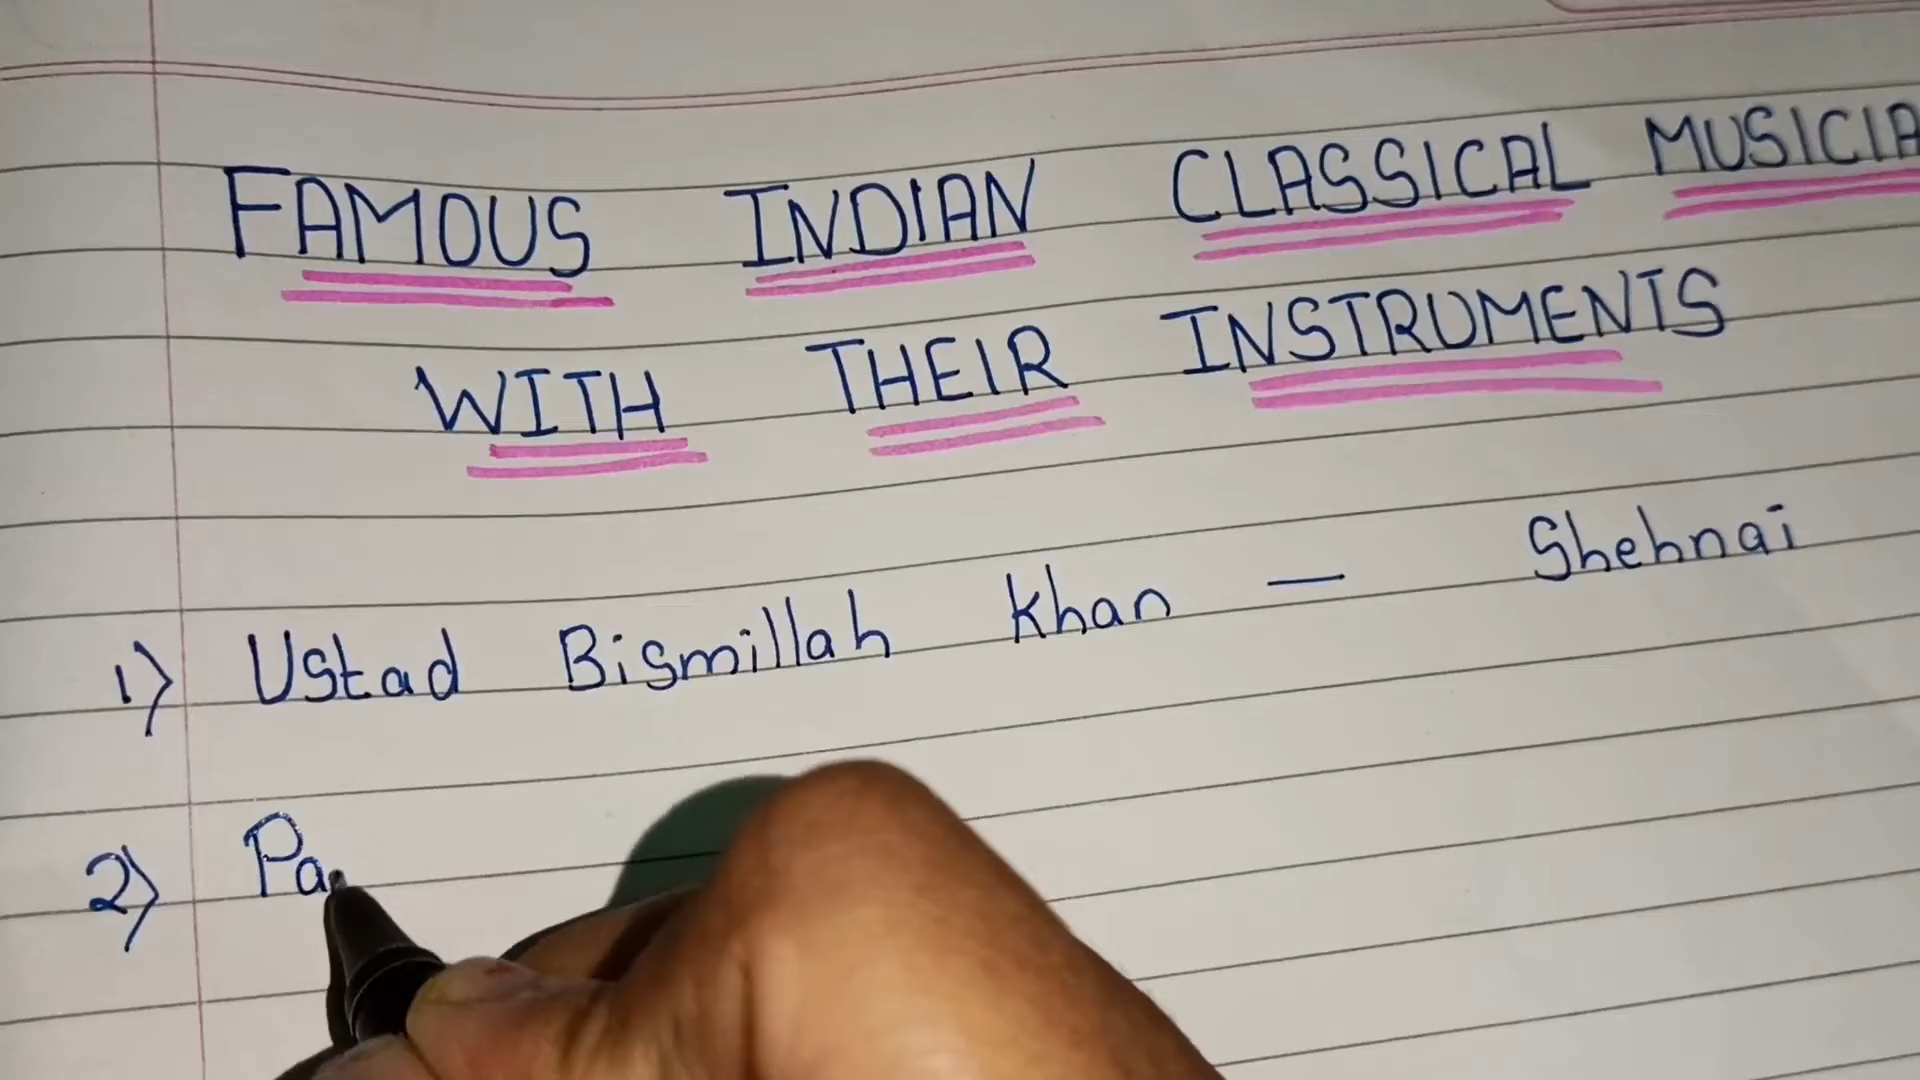 FAMOUS INDIAN CLASSICAL MUSICIA
WITH THEIR INSTRUMENTS
1) Ustad Bismillah Khan — Shehnai
2) Pa